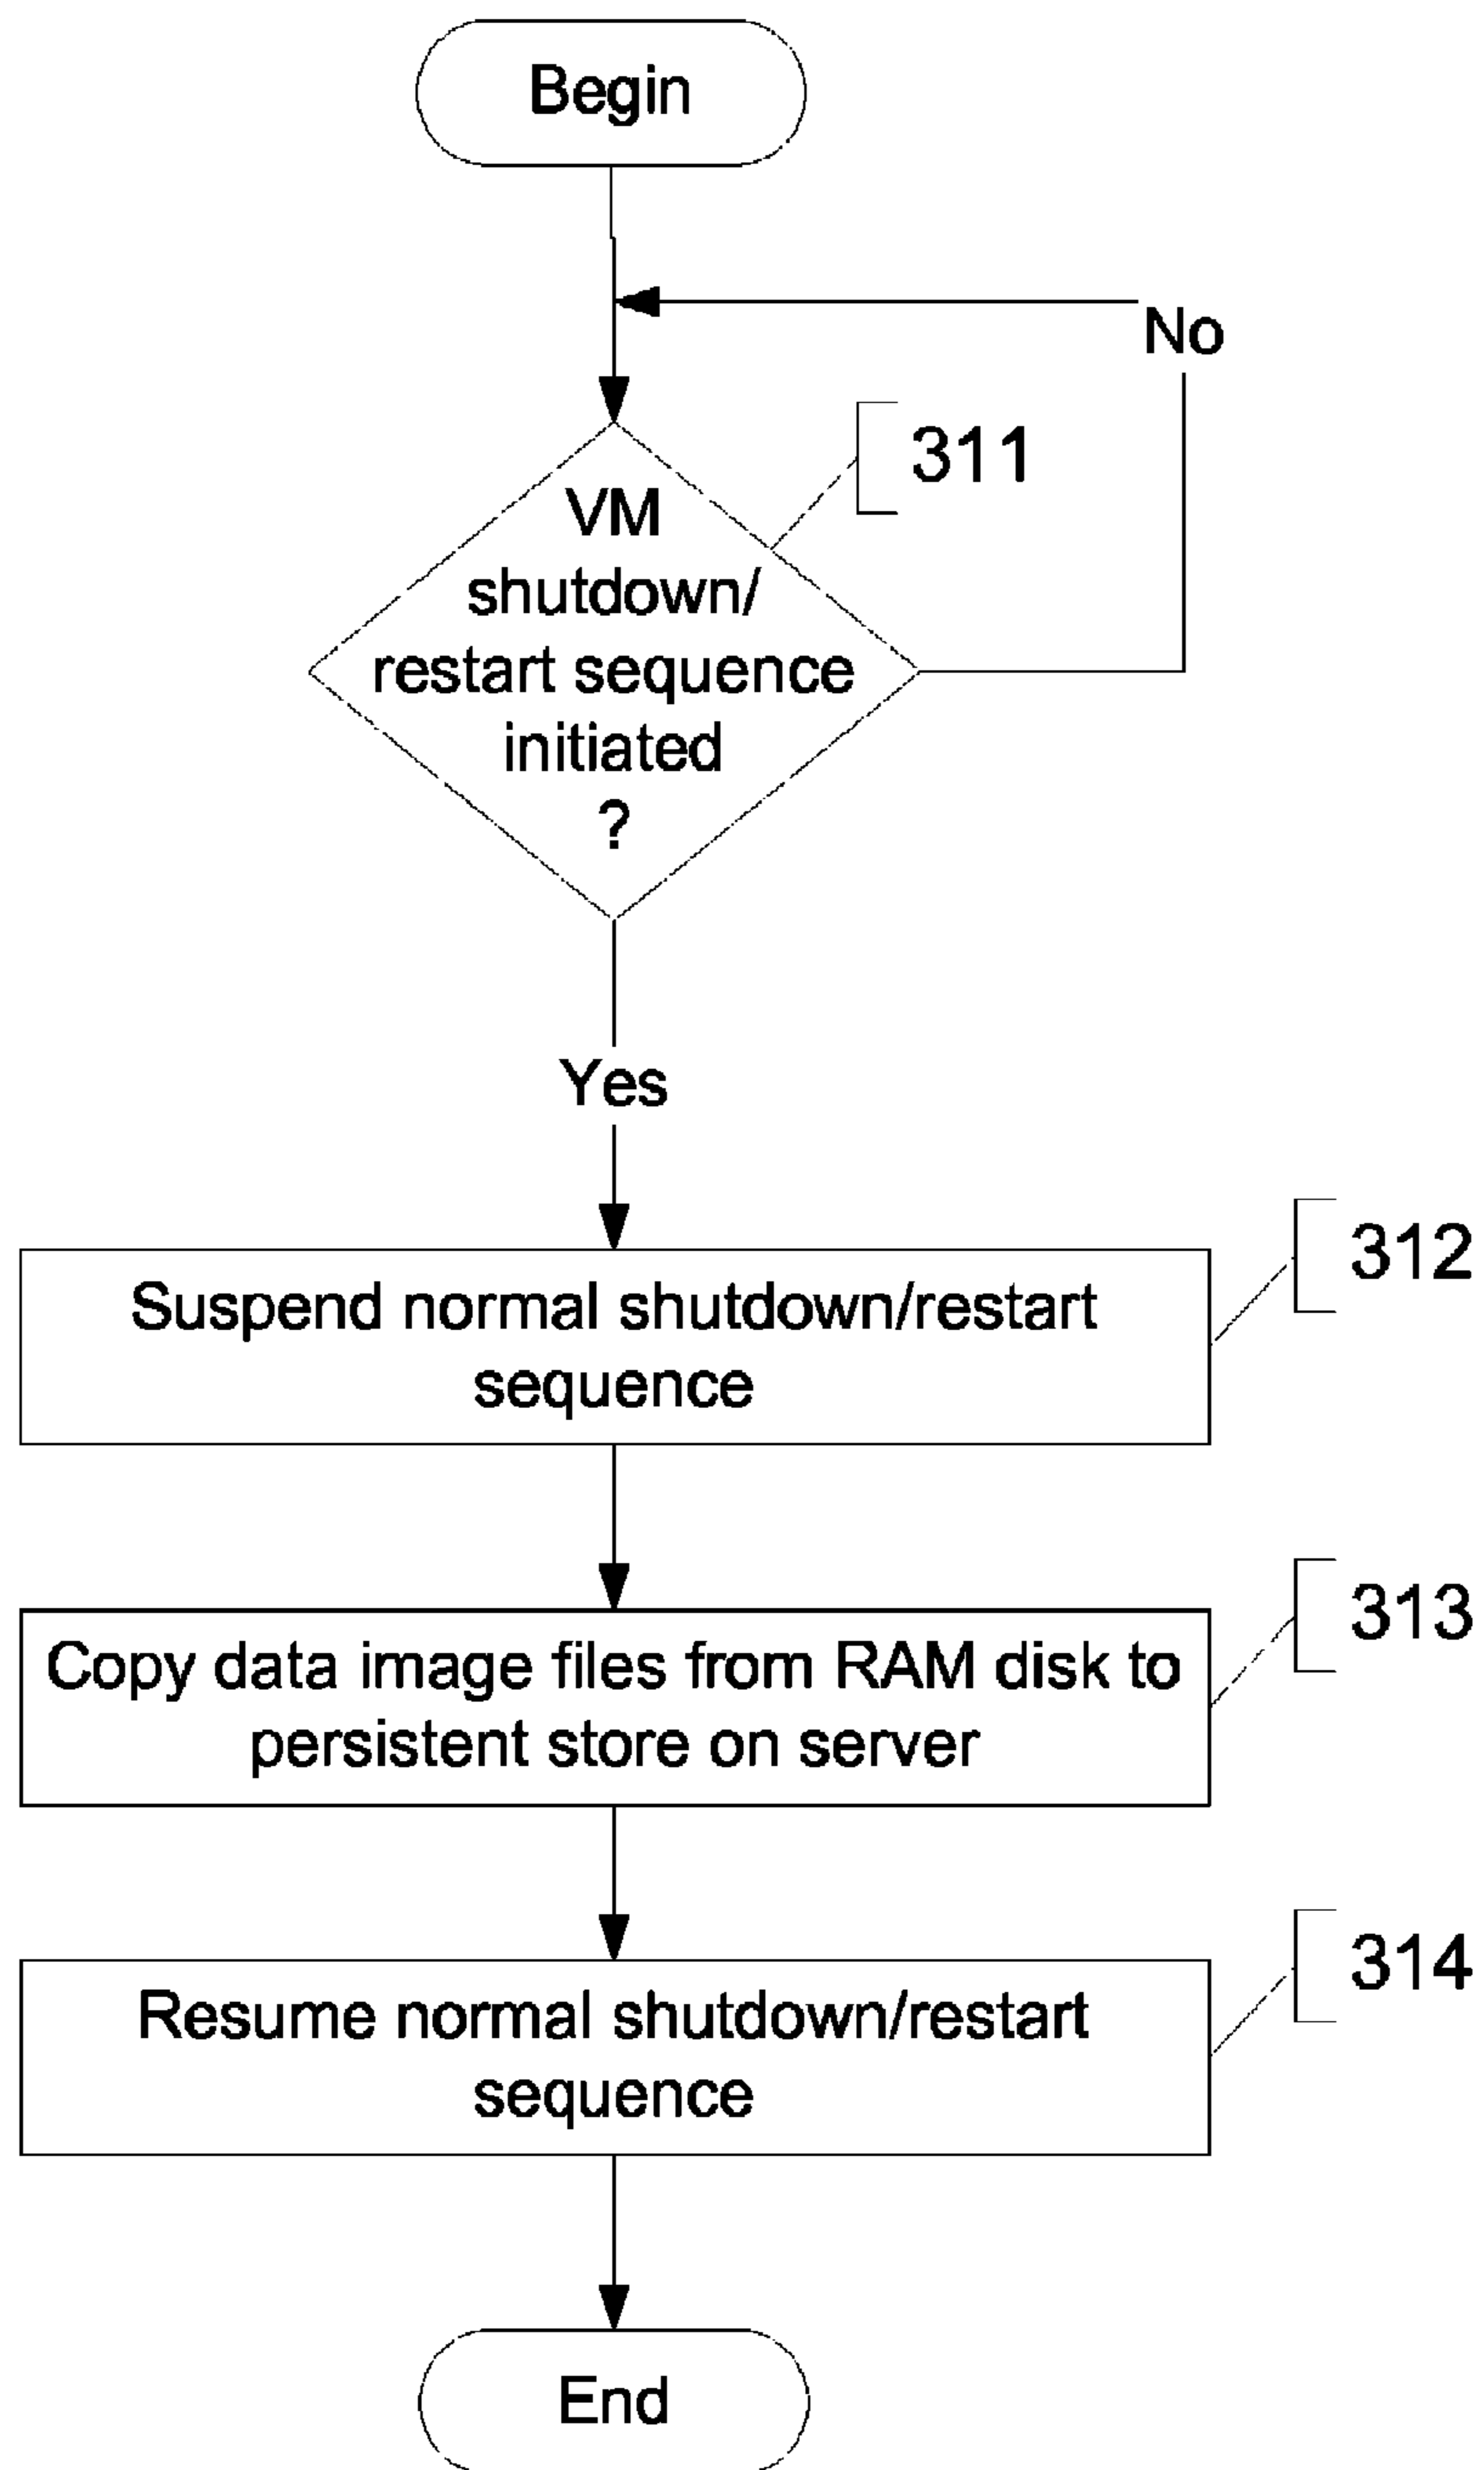 Begin
No
311
VM
shutdown/
restart sequence
initiated
?
Yes
312
Suspend normal shutdown/restart
sequence
313
Copy data image files from RAM disk to
persistent store on server
314
Resume normal shutdown/restart
sequence
End